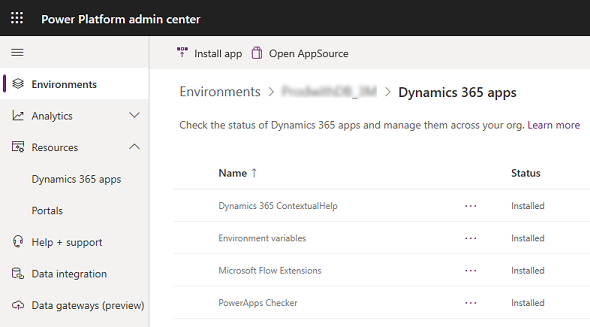 Power Platform admin center
Install app Open AppSource
Environments > > Dynamics 365 apps
Check the status of Dynamics 365 apps and manage them across your org. Learn more
Environments
Analytics
Resources
Dynamics 365 apps
Portals
Help + support
Data integration
Data gateways (preview)
Name ↑ Status
Dynamics 365 ContextualHelp ··· Installed
Environment variables ··· Installed
Microsoft Flow Extensions ··· Installed
PowerApps Checker ··· Installed